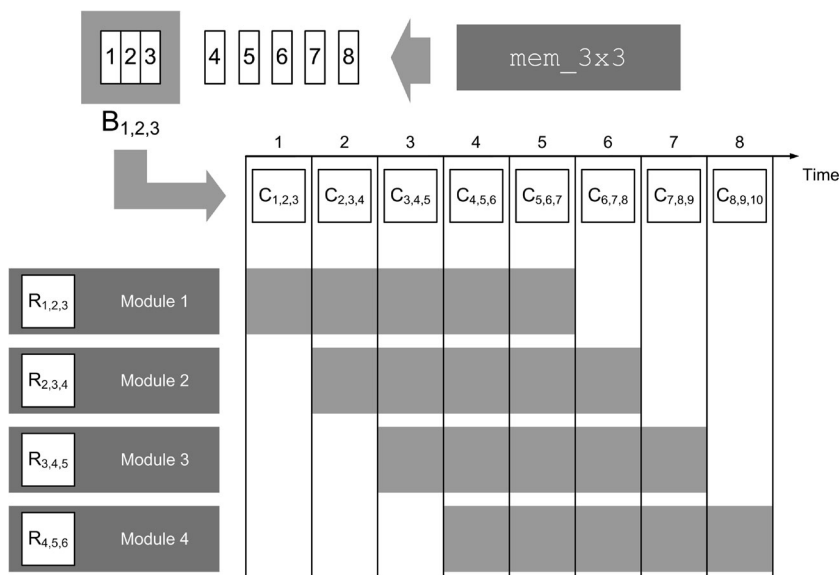 1 2 3 4 5 6 7 8 mem_3x3
B1,2,3
1 2 3 4 5 6 7 8
Time
C1,2,3 C2,3,4 C3,4,5 C4,5,6 C5,6,7 C6,7,8 C7,8,9 C8,9,10
R1,2,3 Module 1
R2,3,4 Module 2
R3,4,5 Module 3
R4,5,6 Module 4